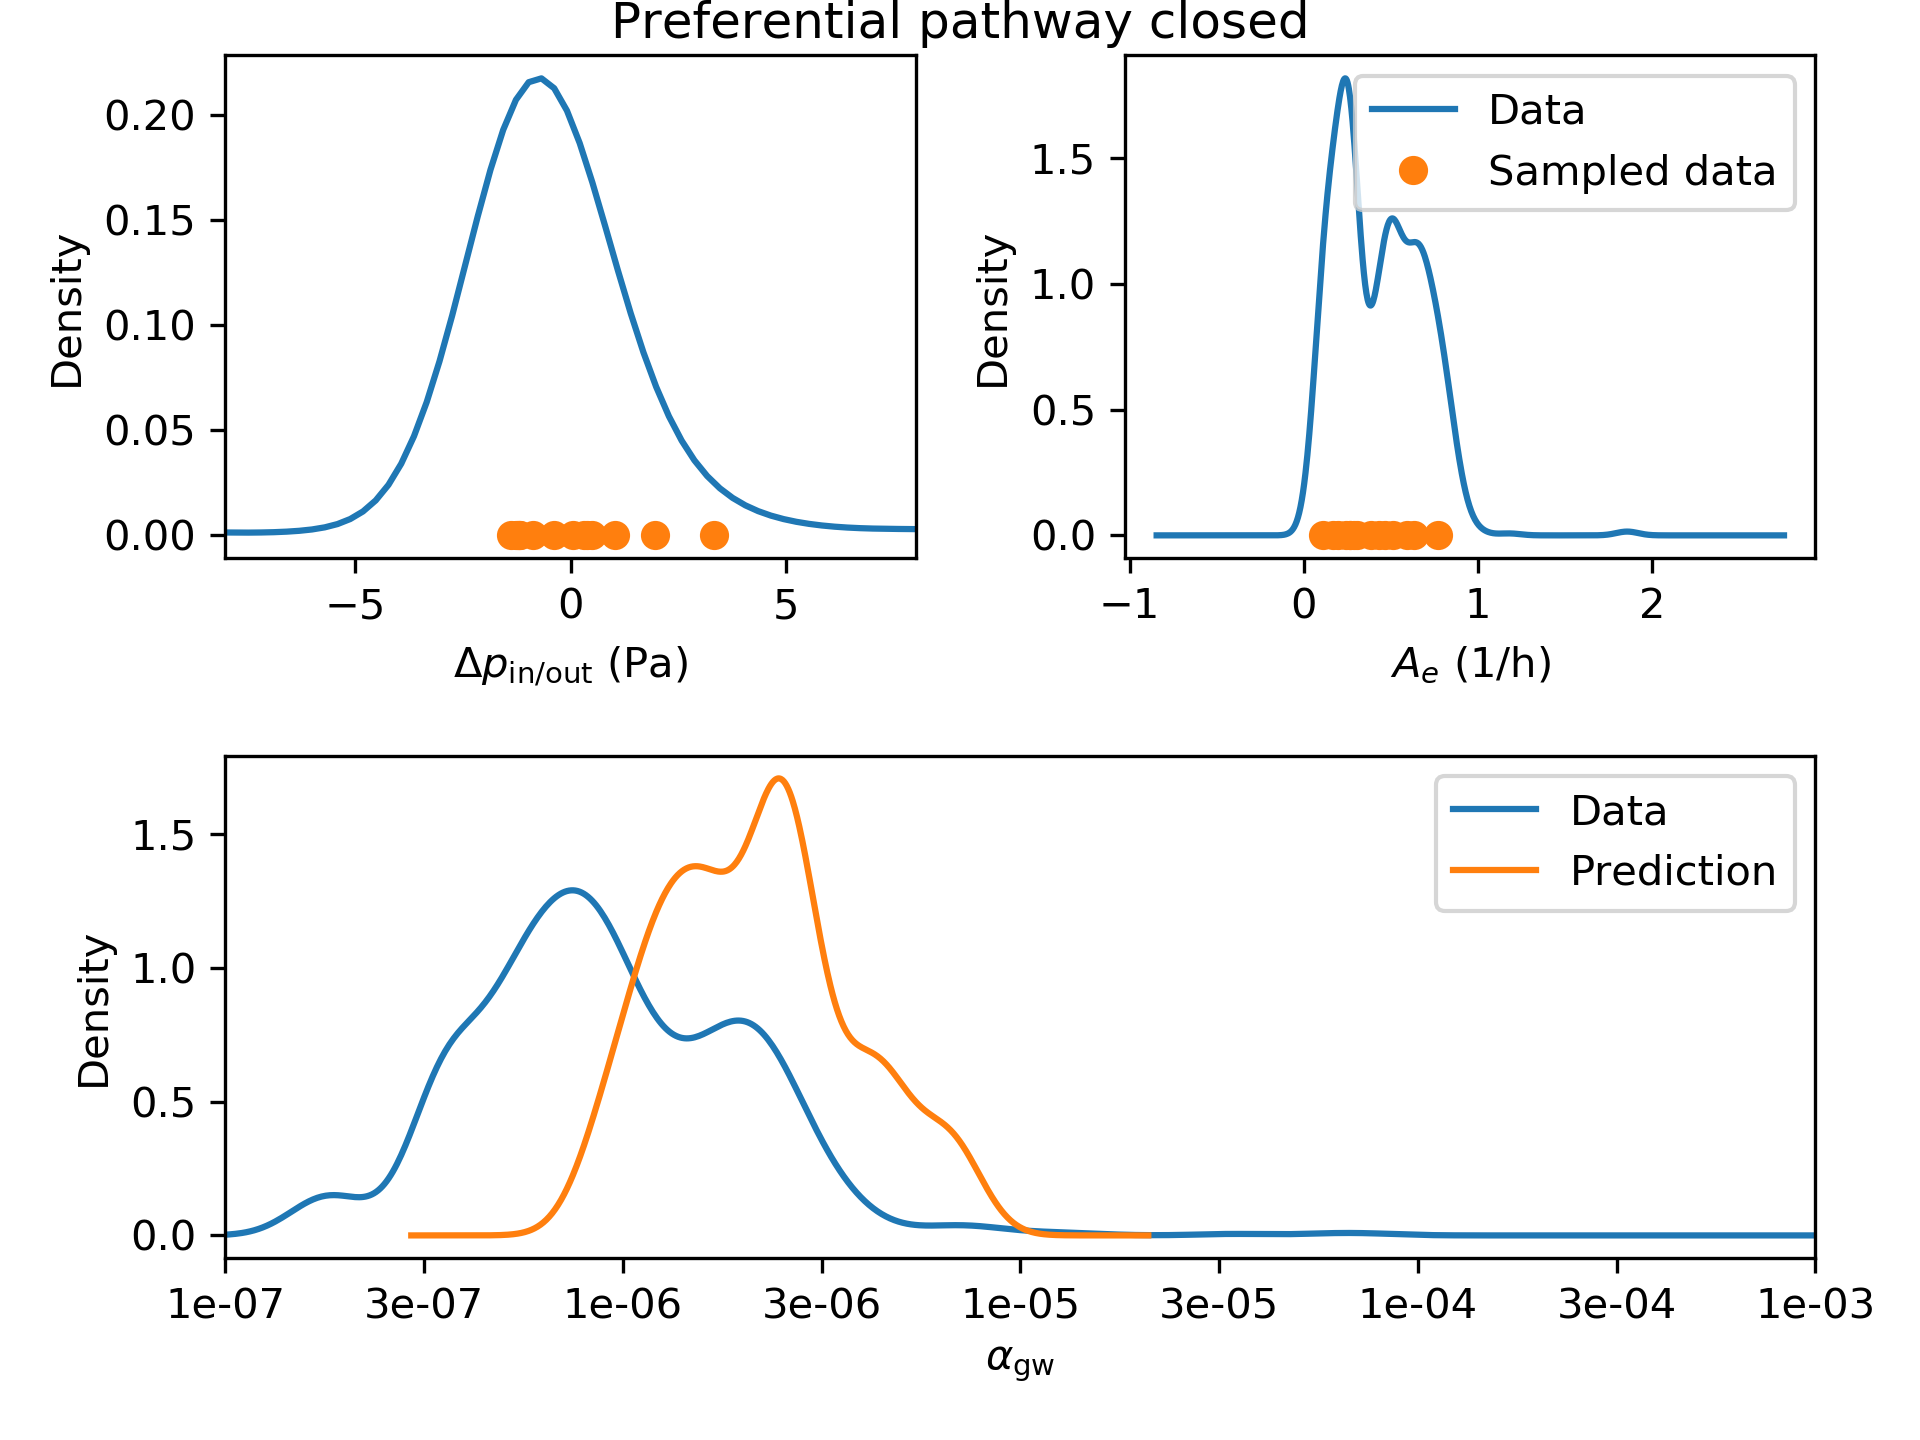 Preferential pathway closed
Density
0.20
0.15
0.10
0.05
0.00
−5 0 5
Δp_in/out (Pa)
Density
1.5
1.0
0.5
0.0
−1 0 1 2
A_e (1/h)
Data
Sampled data
Density
1.5
1.0
0.5
0.0
1e-07 3e-07 1e-06 3e-06 1e-05 3e-05 1e-04 3e-04 1e-03
α_gw
Data
Prediction